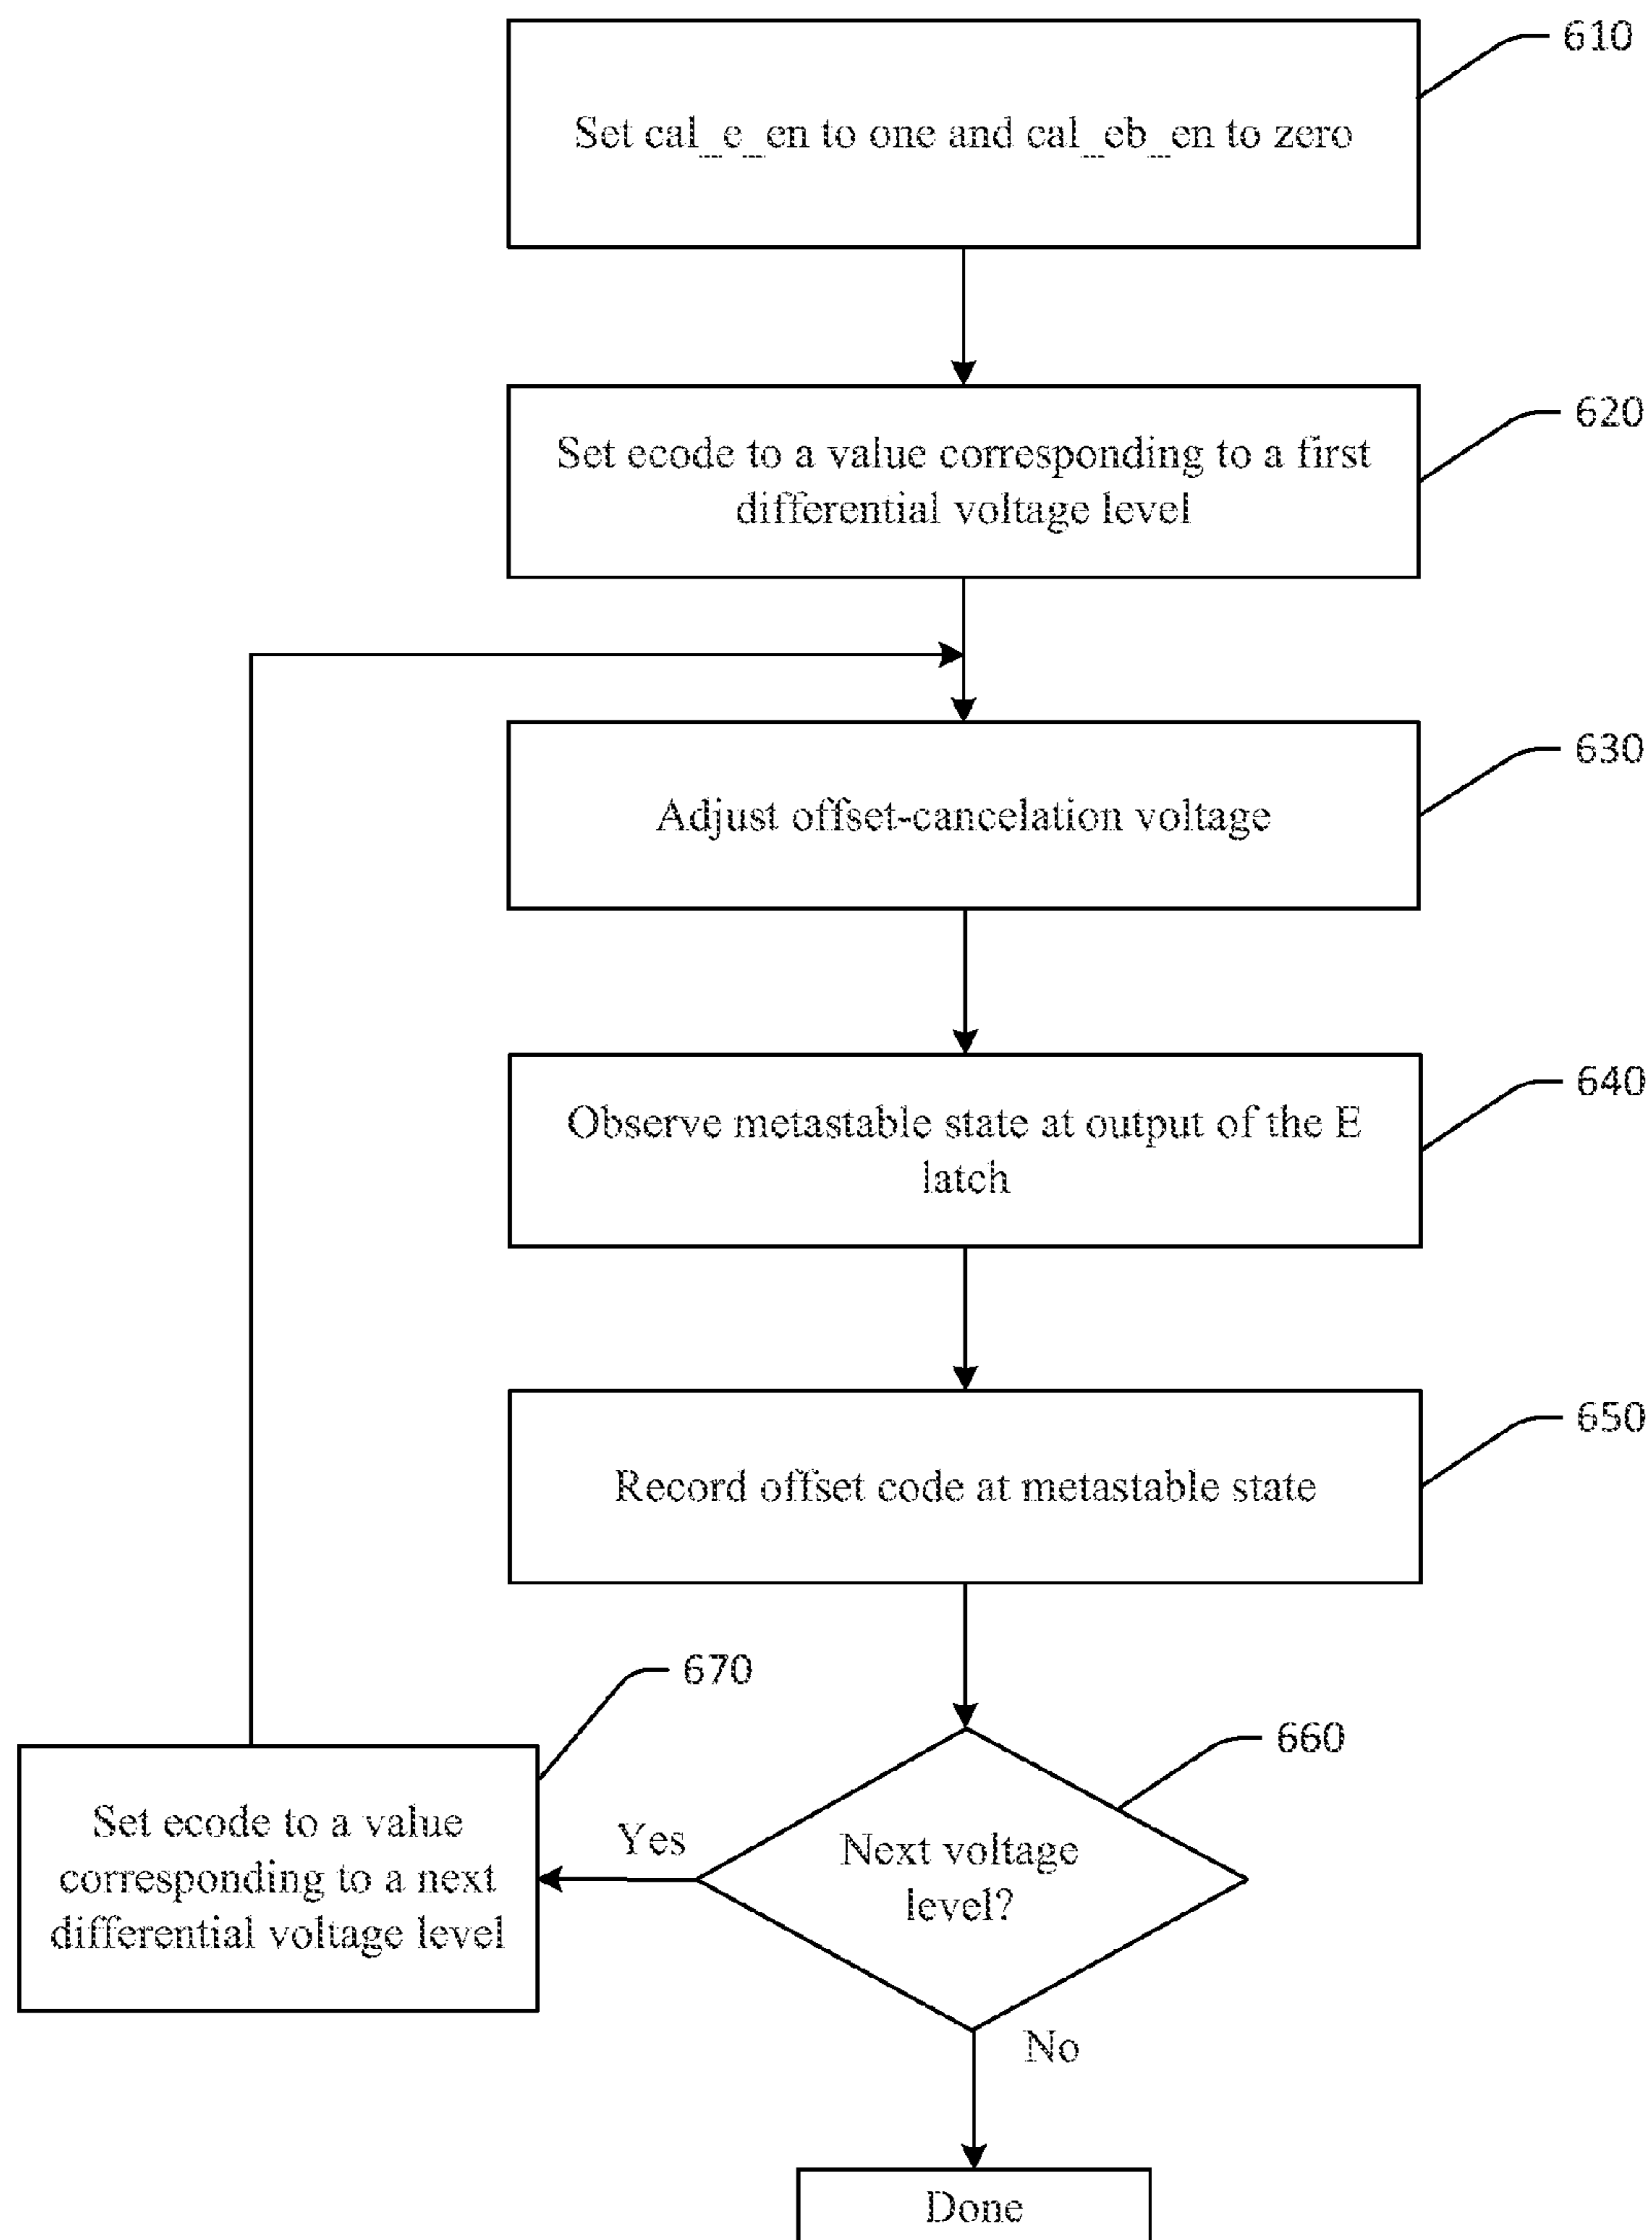 610
Set cal_e_en to one and cal_eb_en to zero
620
Set ecode to a value corresponding to a first
differential voltage level
630
Adjust offset-cancelation voltage
640
Observe metastable state at output of the E
latch
650
Record offset code at metastable state
670
660
Set ecode to a value
corresponding to a next
differential voltage level
Yes
Next voltage
level?
No
Done